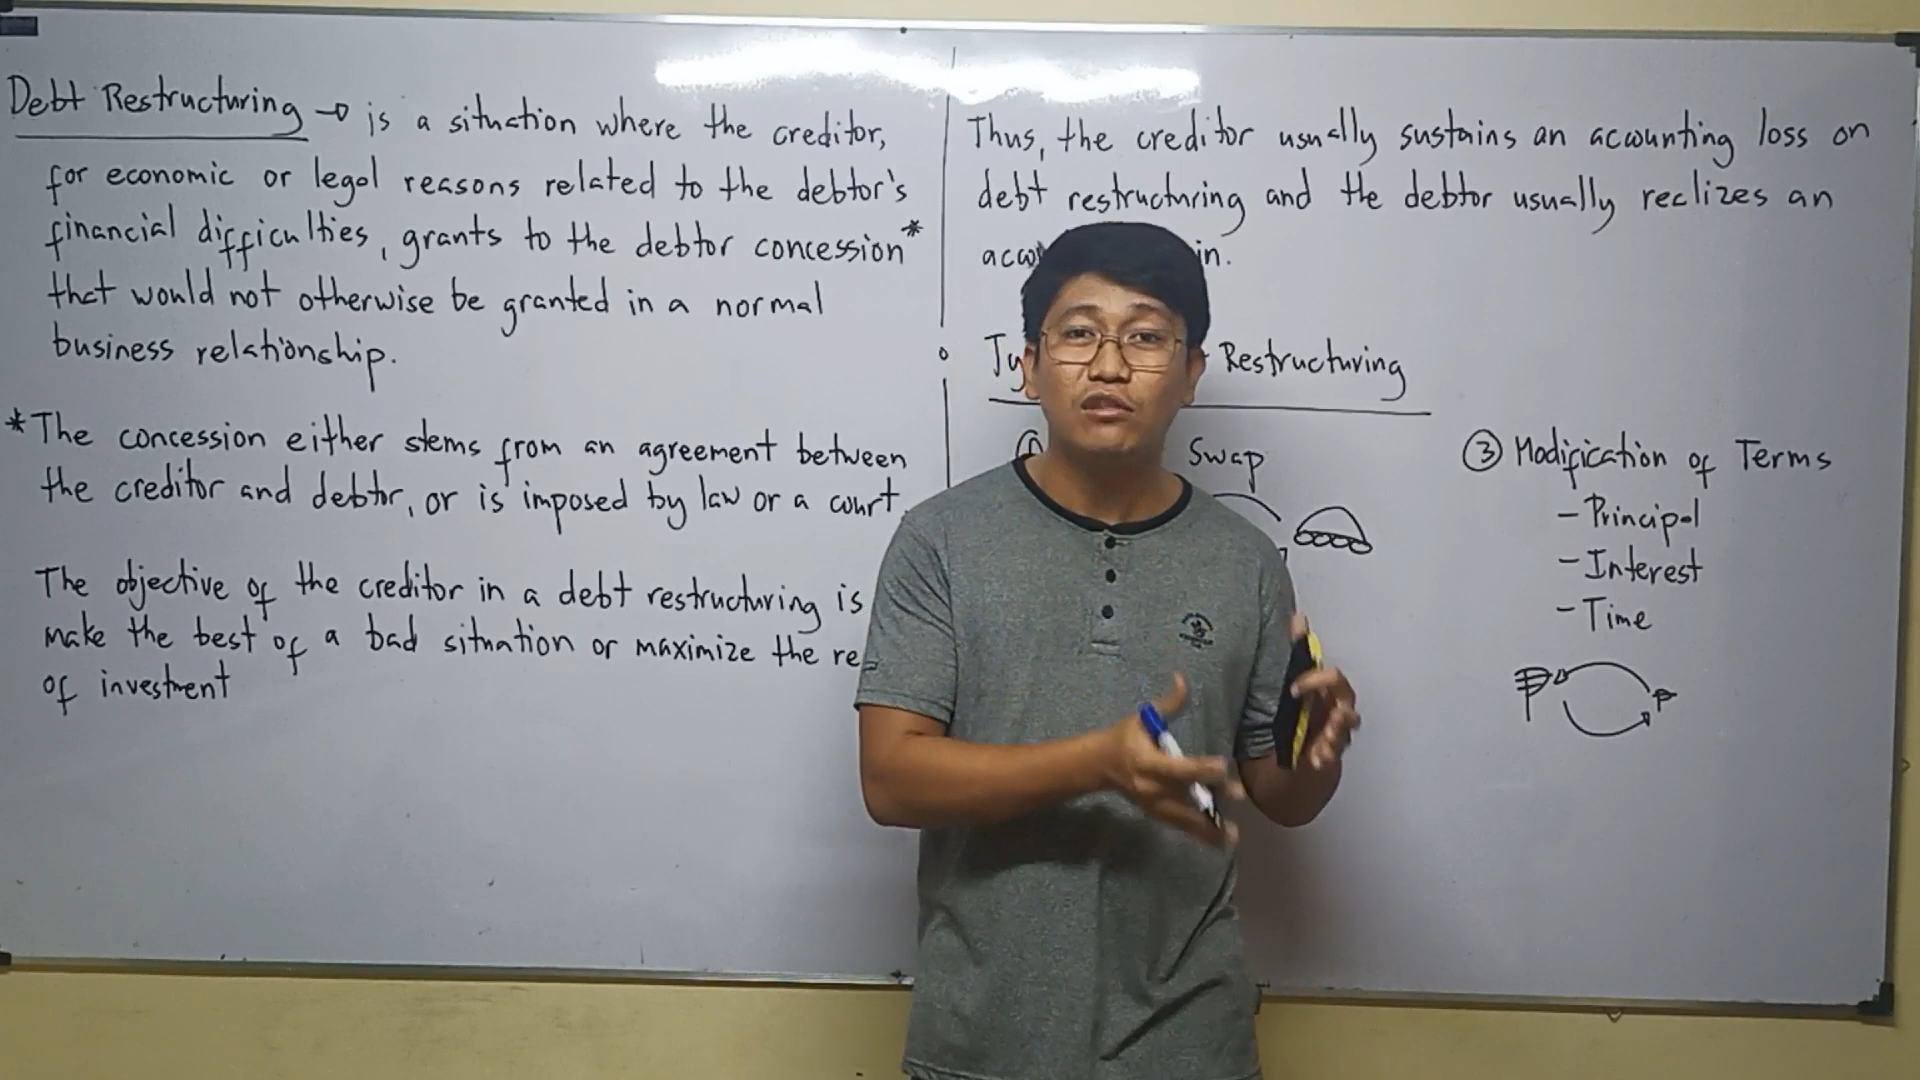 Debt Restructuring → is a situation where the creditor,
for economic or legal reasons related to the debtor's
financial difficulties, grants to the debtor concession*
that would not otherwise be granted in a normal
business relationship.
* The concession either stems from an agreement between
the creditor and debtor, or is imposed by law or a court.
The objective of the creditor in a debt restructuring is
make the best of a bad situation or maximize the
of investment
Thus, the creditor usually sustains an accounting loss on
debt restructuring and the debtor usually realizes an
Restructuring
Swap
③ Modification of Terms
- Principal
- Interest
- Time